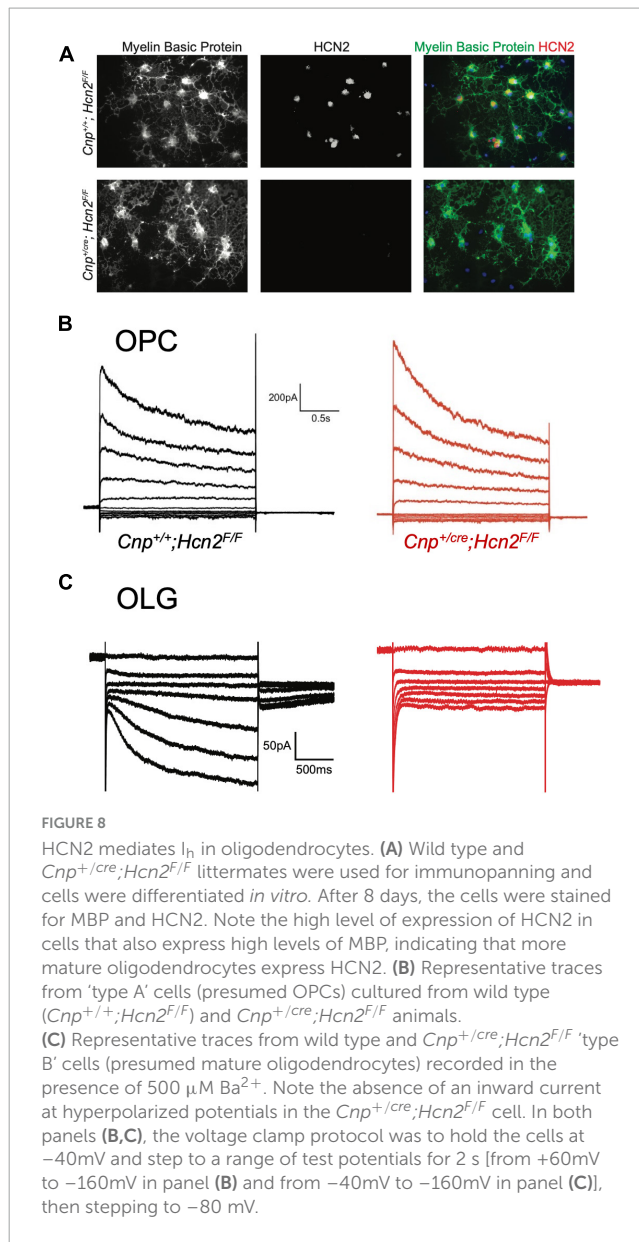 A
Myelin Basic Protein
HCN2
Myelin Basic Protein HCN2
Cnp+/+; Hcn2F/F
Cnp+/cre; Hcn2F/F
B
OPC
200pA
0.5s
Cnp+/+;Hcn2F/F
Cnp+/cre;Hcn2F/F
C
OLG
50pA
500ms
FIGURE 8
HCN2 mediates Ih in oligodendrocytes. (A) Wild type and
Cnp+/cre;Hcn2F/F littermates were used for immunopanning and
cells were differentiated in vitro. After 8 days, the cells were stained
for MBP and HCN2. Note the high level of expression of HCN2 in
cells that also express high levels of MBP, indicating that more
mature oligodendrocytes express HCN2. (B) Representative traces
from ‘type A’ cells (presumed OPCs) cultured from wild type
(Cnp+/+;Hcn2F/F) and Cnp+/cre;Hcn2F/F animals.
(C) Representative traces from wild type and Cnp+/cre;Hcn2F/F ‘type
B’ cells (presumed mature oligodendrocytes) recorded in the
presence of 500 μM Ba2+. Note the absence of an inward current
at hyperpolarized potentials in the Cnp+/cre;Hcn2F/F cell. In both
panels (B,C), the voltage clamp protocol was to hold the cells at
−40mV and step to a range of test potentials for 2 s [from +60mV
to −160mV in panel (B) and from −40mV to −160mV in panel (C)],
then stepping to −80 mV.